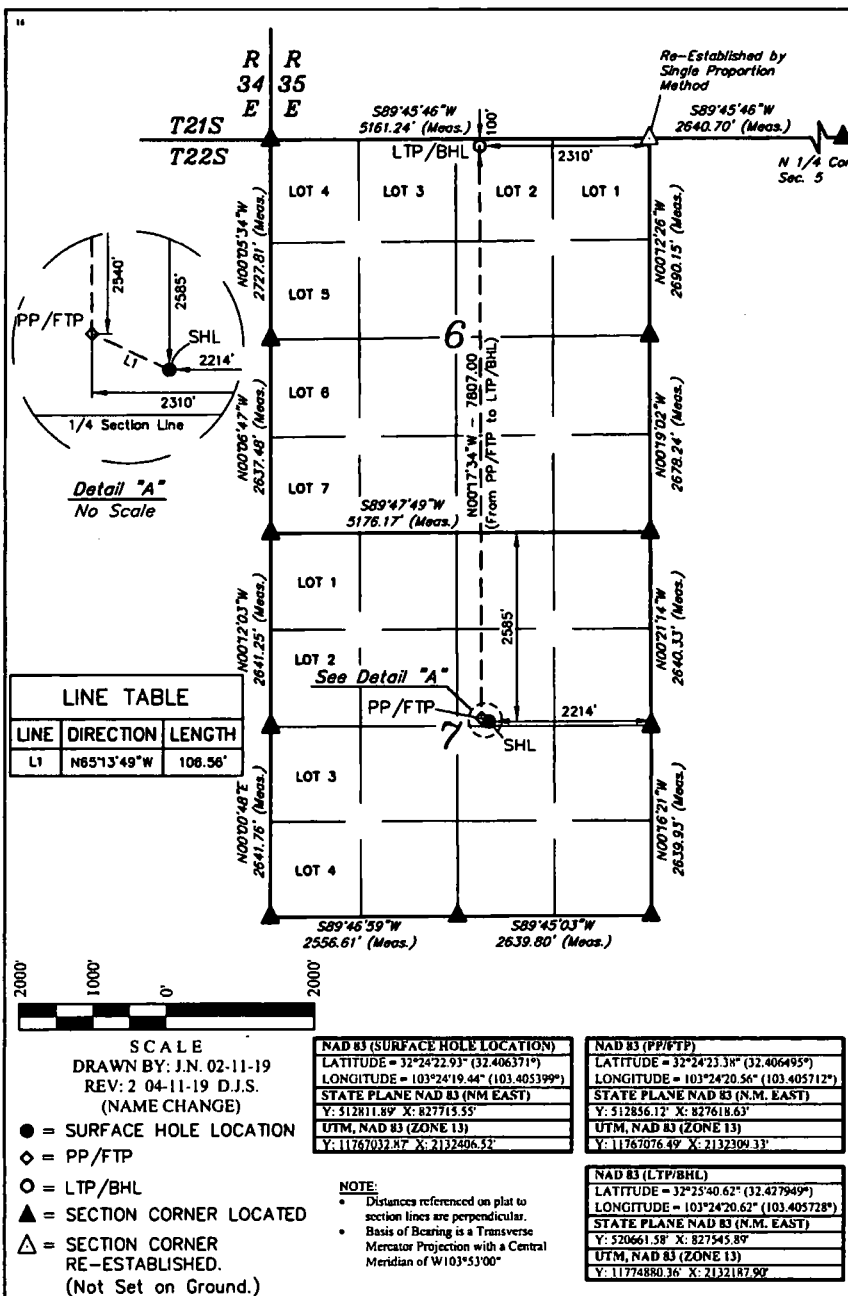 16
R R
34 35
E E
T21S
T22S
S89°45'46"W
5161.24' (Meas.)
100'
Re-Established by
Single Proportion
Method
S89°45'46"W
2640.70' (Meas.)
N 1/4 Cor
Sec. 5
LTP/BHL
2310'
LOT 4
LOT 3
LOT 2
LOT 1
N00°05'34"W
2727.81' (Meas.)
N00°12'26"W
2690.15' (Meas.)
LOT 5
6
2540'
2585'
PP/FTP
SHL
L1
2214'
2310'
1/4 Section Line
Detail "A"
No Scale
N00°06'47"W
2637.48' (Meas.)
LOT 6
LOT 7
N00°17'34"W - 7807.00
(From PP/FTP to LTP/BHL)
N00°19'02"W
2678.24' (Meas.)
S89°47'49"W
5176.17' (Meas.)
N00°12'03"W
2641.25' (Meas.)
LOT 1
LOT 2
2585'
N00°21'14"W
2640.33' (Meas.)
See Detail "A"
PP/FTP
2214'
SHL
7
LINE TABLE
LINE DIRECTION LENGTH
L1 N65°13'49"W 106.56'
N00°00'48"E
2641.76' (Meas.)
LOT 3
LOT 4
N00°16'21"W
2639.93' (Meas.)
S89°46'59"W
2556.61' (Meas.)
S89°45'03"W
2639.80' (Meas.)
2000' 1000' 0' 2000'
SCALE
DRAWN BY: J.N. 02-11-19
REV: 2 04-11-19 D.J.S.
(NAME CHANGE)
● = SURFACE HOLE LOCATION
◇ = PP/FTP
○ = LTP/BHL
▲ = SECTION CORNER LOCATED
△ = SECTION CORNER
RE-ESTABLISHED.
(Not Set on Ground.)
NAD 83 (SURFACE HOLE LOCATION)
LATITUDE = 32°24'22.93" (32.406371°)
LONGITUDE = 103°24'19.44" (103.405399°)
STATE PLANE NAD 83 (NM EAST)
Y: 512811.89' X: 827715.55'
UTM, NAD 83 (ZONE 13)
Y: 11767032.87' X: 2132406.52'
NAD 83 (PP/FTP)
LATITUDE = 32°24'23.38" (32.406495°)
LONGITUDE = 103°24'20.56" (103.405712°)
STATE PLANE NAD 83 (N.M. EAST)
Y: 512856.12' X: 827618.63'
UTM, NAD 83 (ZONE 13)
Y: 11767076.49' X: 2132309.33'
NAD 83 (LTP/BHL)
LATITUDE = 32°25'40.62" (32.427949°)
LONGITUDE = 103°24'20.62" (103.405728°)
STATE PLANE NAD 83 (N.M. EAST)
Y: 520661.58' X: 827545.89'
UTM, NAD 83 (ZONE 13)
Y: 11774880.36' X: 2132187.90'
NOTE:
• Distances referenced on plat to
section lines are perpendicular.
• Basis of Bearing is a Transverse
Mercator Projection with a Central
Meridian of W103°53'00"